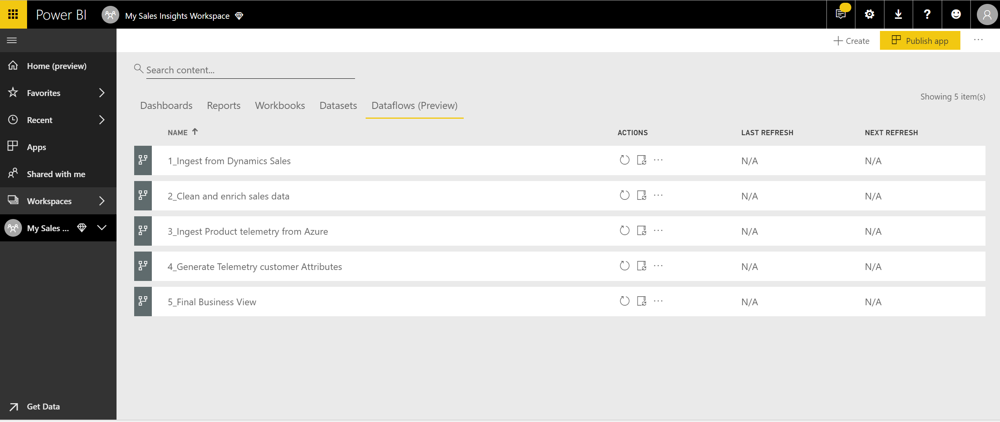 Power BI
My Sales Insights Workspace
Create
Publish app
...
Home (preview)
Favorites
Recent
Apps
Shared with me
Workspaces
My Sales ...
Get Data
Search content...
Showing 5 item(s)
Dashboards Reports Workbooks Datasets Dataflows (Preview)
NAME ACTIONS LAST REFRESH NEXT REFRESH
1_Ingest from Dynamics Sales ... N/A N/A
2_Clean and enrich sales data ... N/A N/A
3_Ingest Product telemetry from Azure ... N/A N/A
4_Generate Telemetry customer Attributes ... N/A N/A
5_Final Business View ... N/A N/A